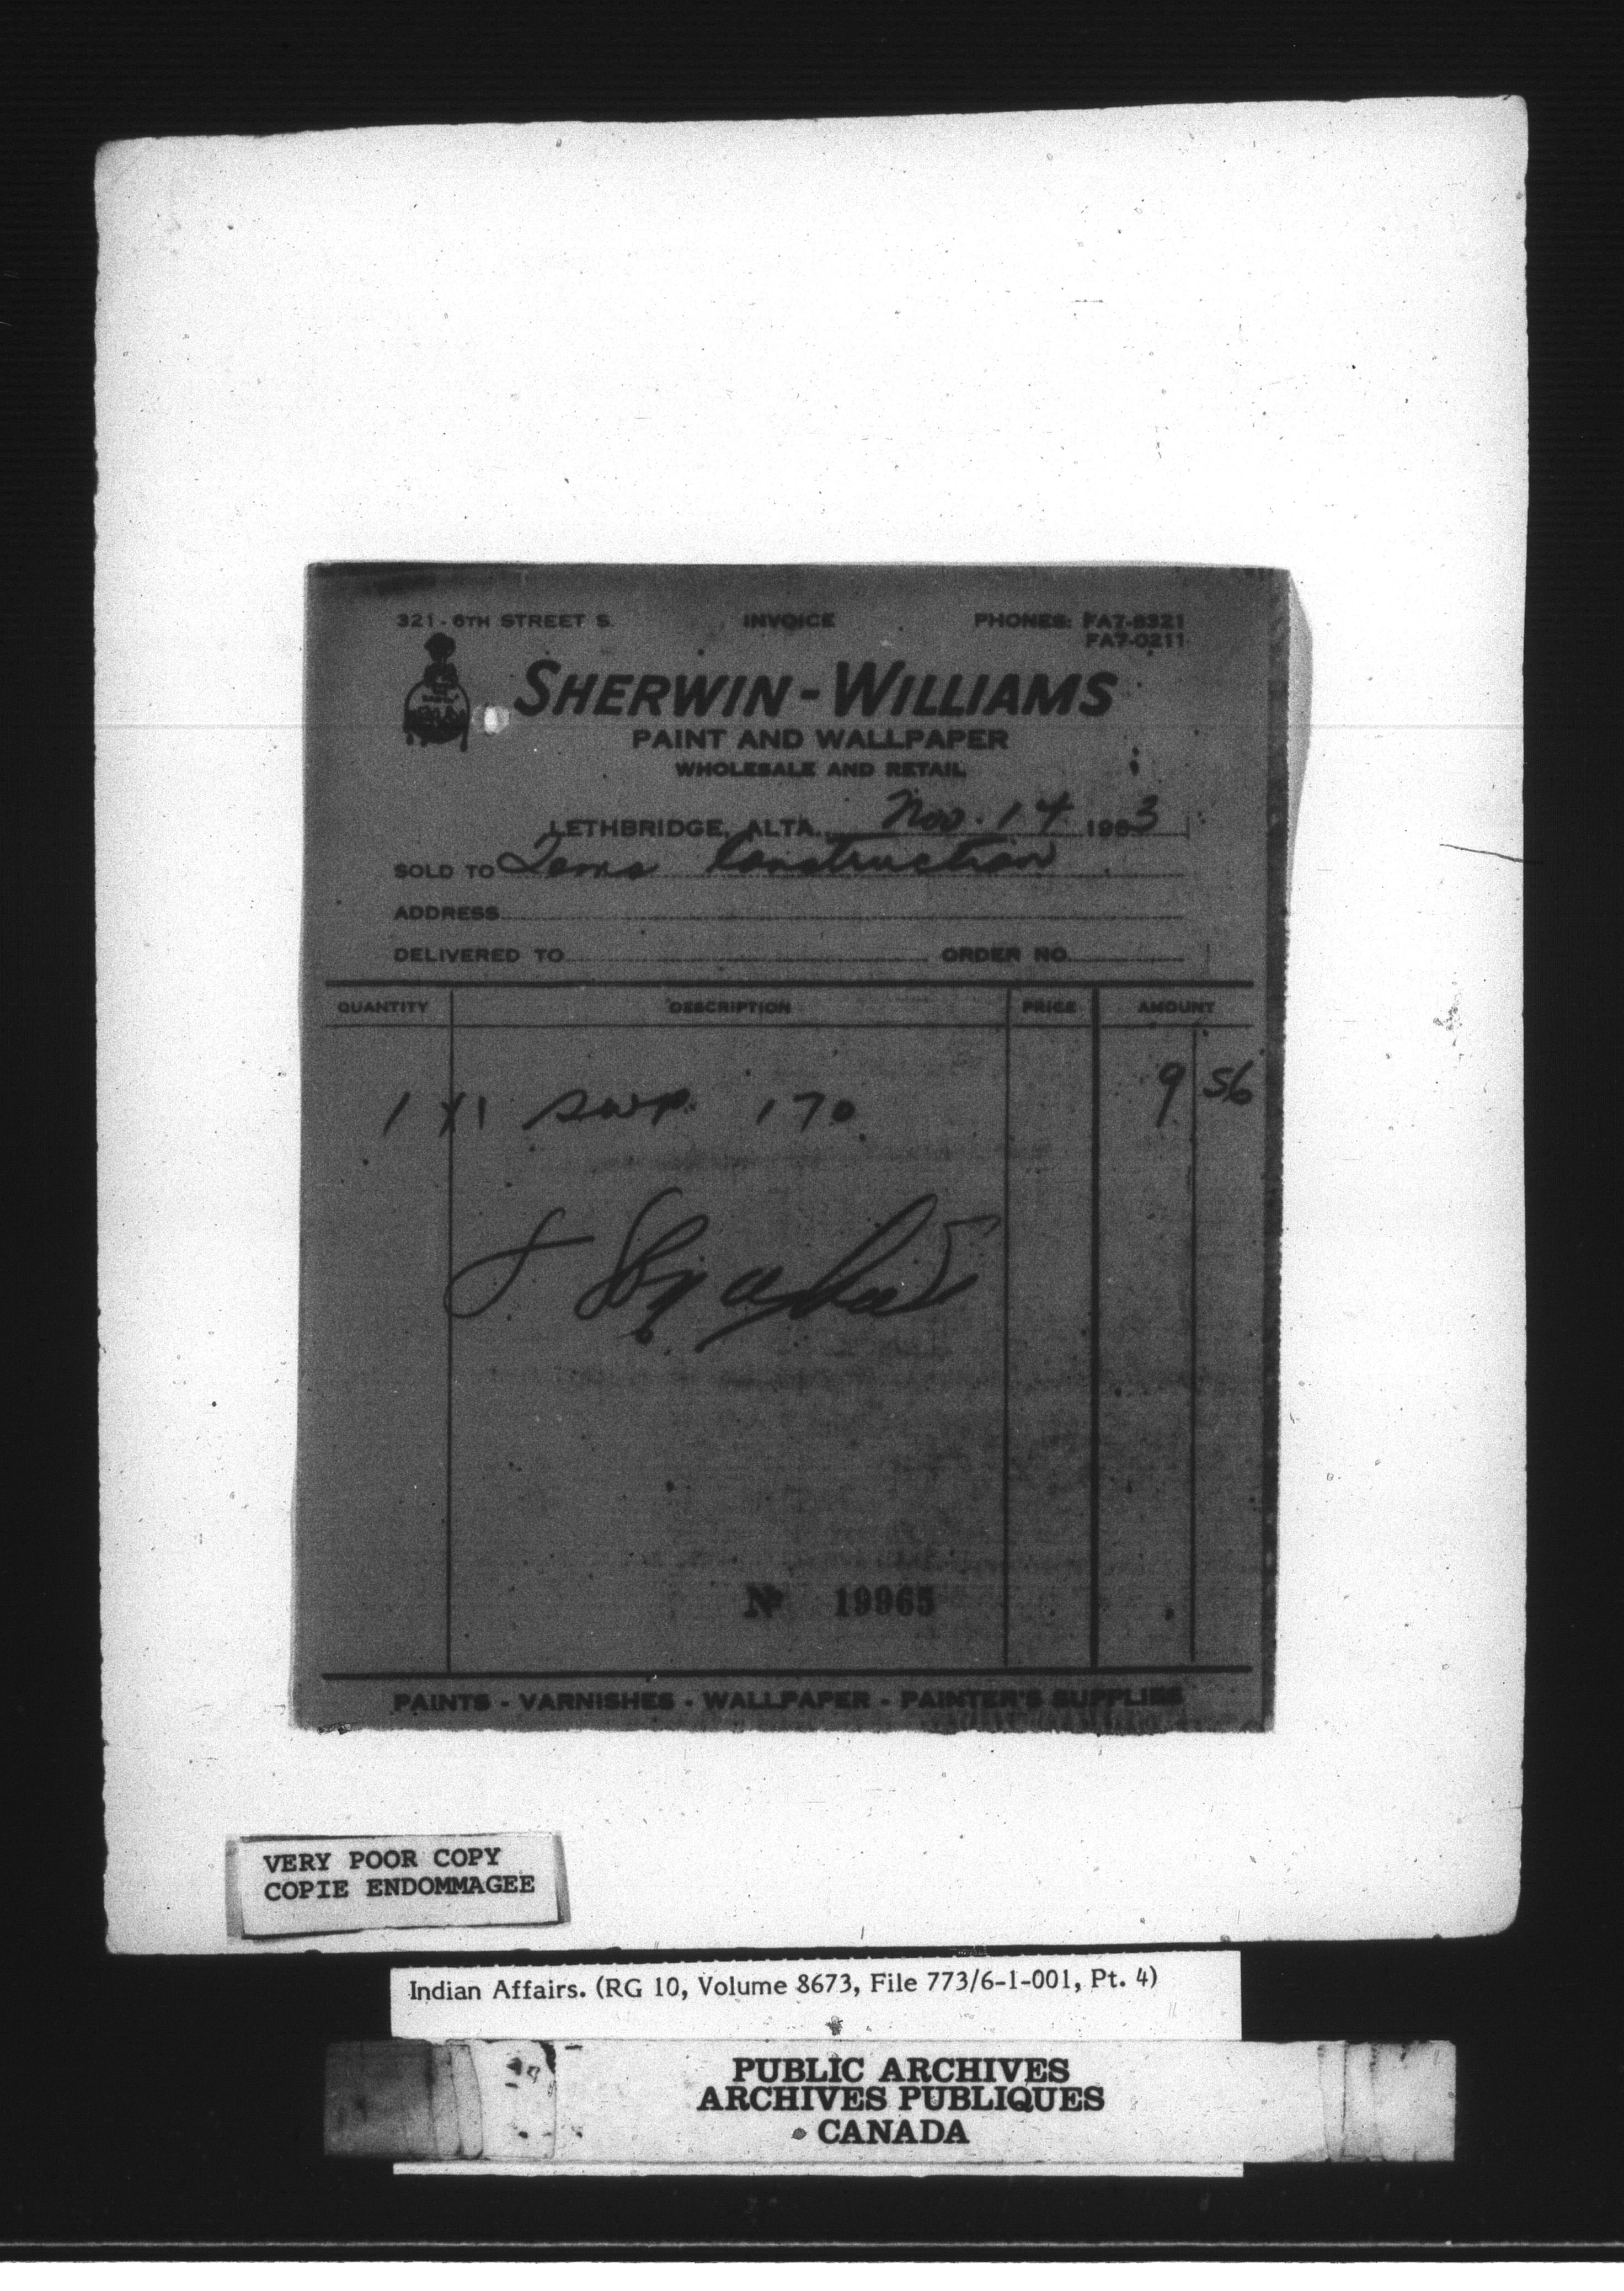 321 - 6TH STREET S. INVOICE PHONES: FA7-8321
FA7-0211
SHERWIN - WILLIAMS
PAINT AND WALLPAPER
WHOLESALE AND RETAIL
LETHBRIDGE, ALTA. Nov. 14 1963
SOLD TO Construction
ADDRESS
DELIVERED TO ORDER NO.
QUANTITY DESCRIPTION PRICE AMOUNT
1 X 1 SWP. 170 9 56
No 19965
PAINTS - VARNISHES - WALLPAPER - PAINTER'S SUPPLIES
VERY POOR COPY
COPIE ENDOMMAGEE
Indian Affairs. (RG 10, Volume 8673, File 773/6-1-001, Pt. 4)
PUBLIC ARCHIVES
ARCHIVES PUBLIQUES
CANADA